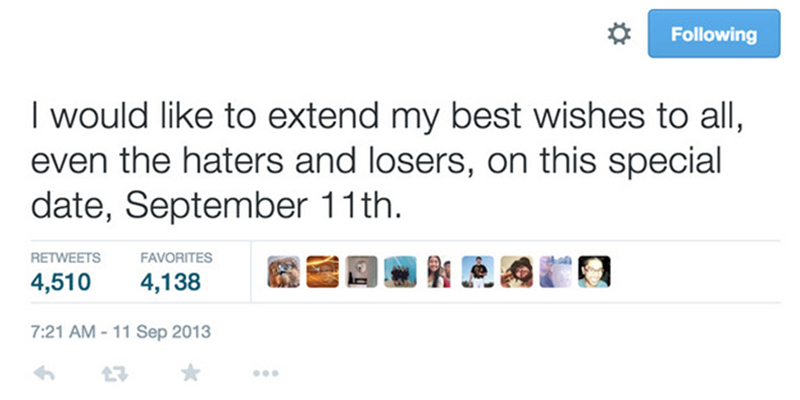 Following
I would like to extend my best wishes to all,
even the haters and losers, on this special
date, September 11th.
RETWEETS FAVORITES
4,510 4,138
7:21 AM - 11 Sep 2013